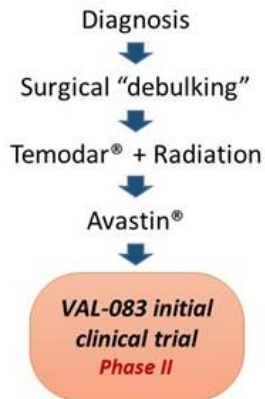 Diagnosis
Surgical “debulking”
Temodar® + Radiation
Avastin®
VAL-083 initial
clinical trial
Phase II